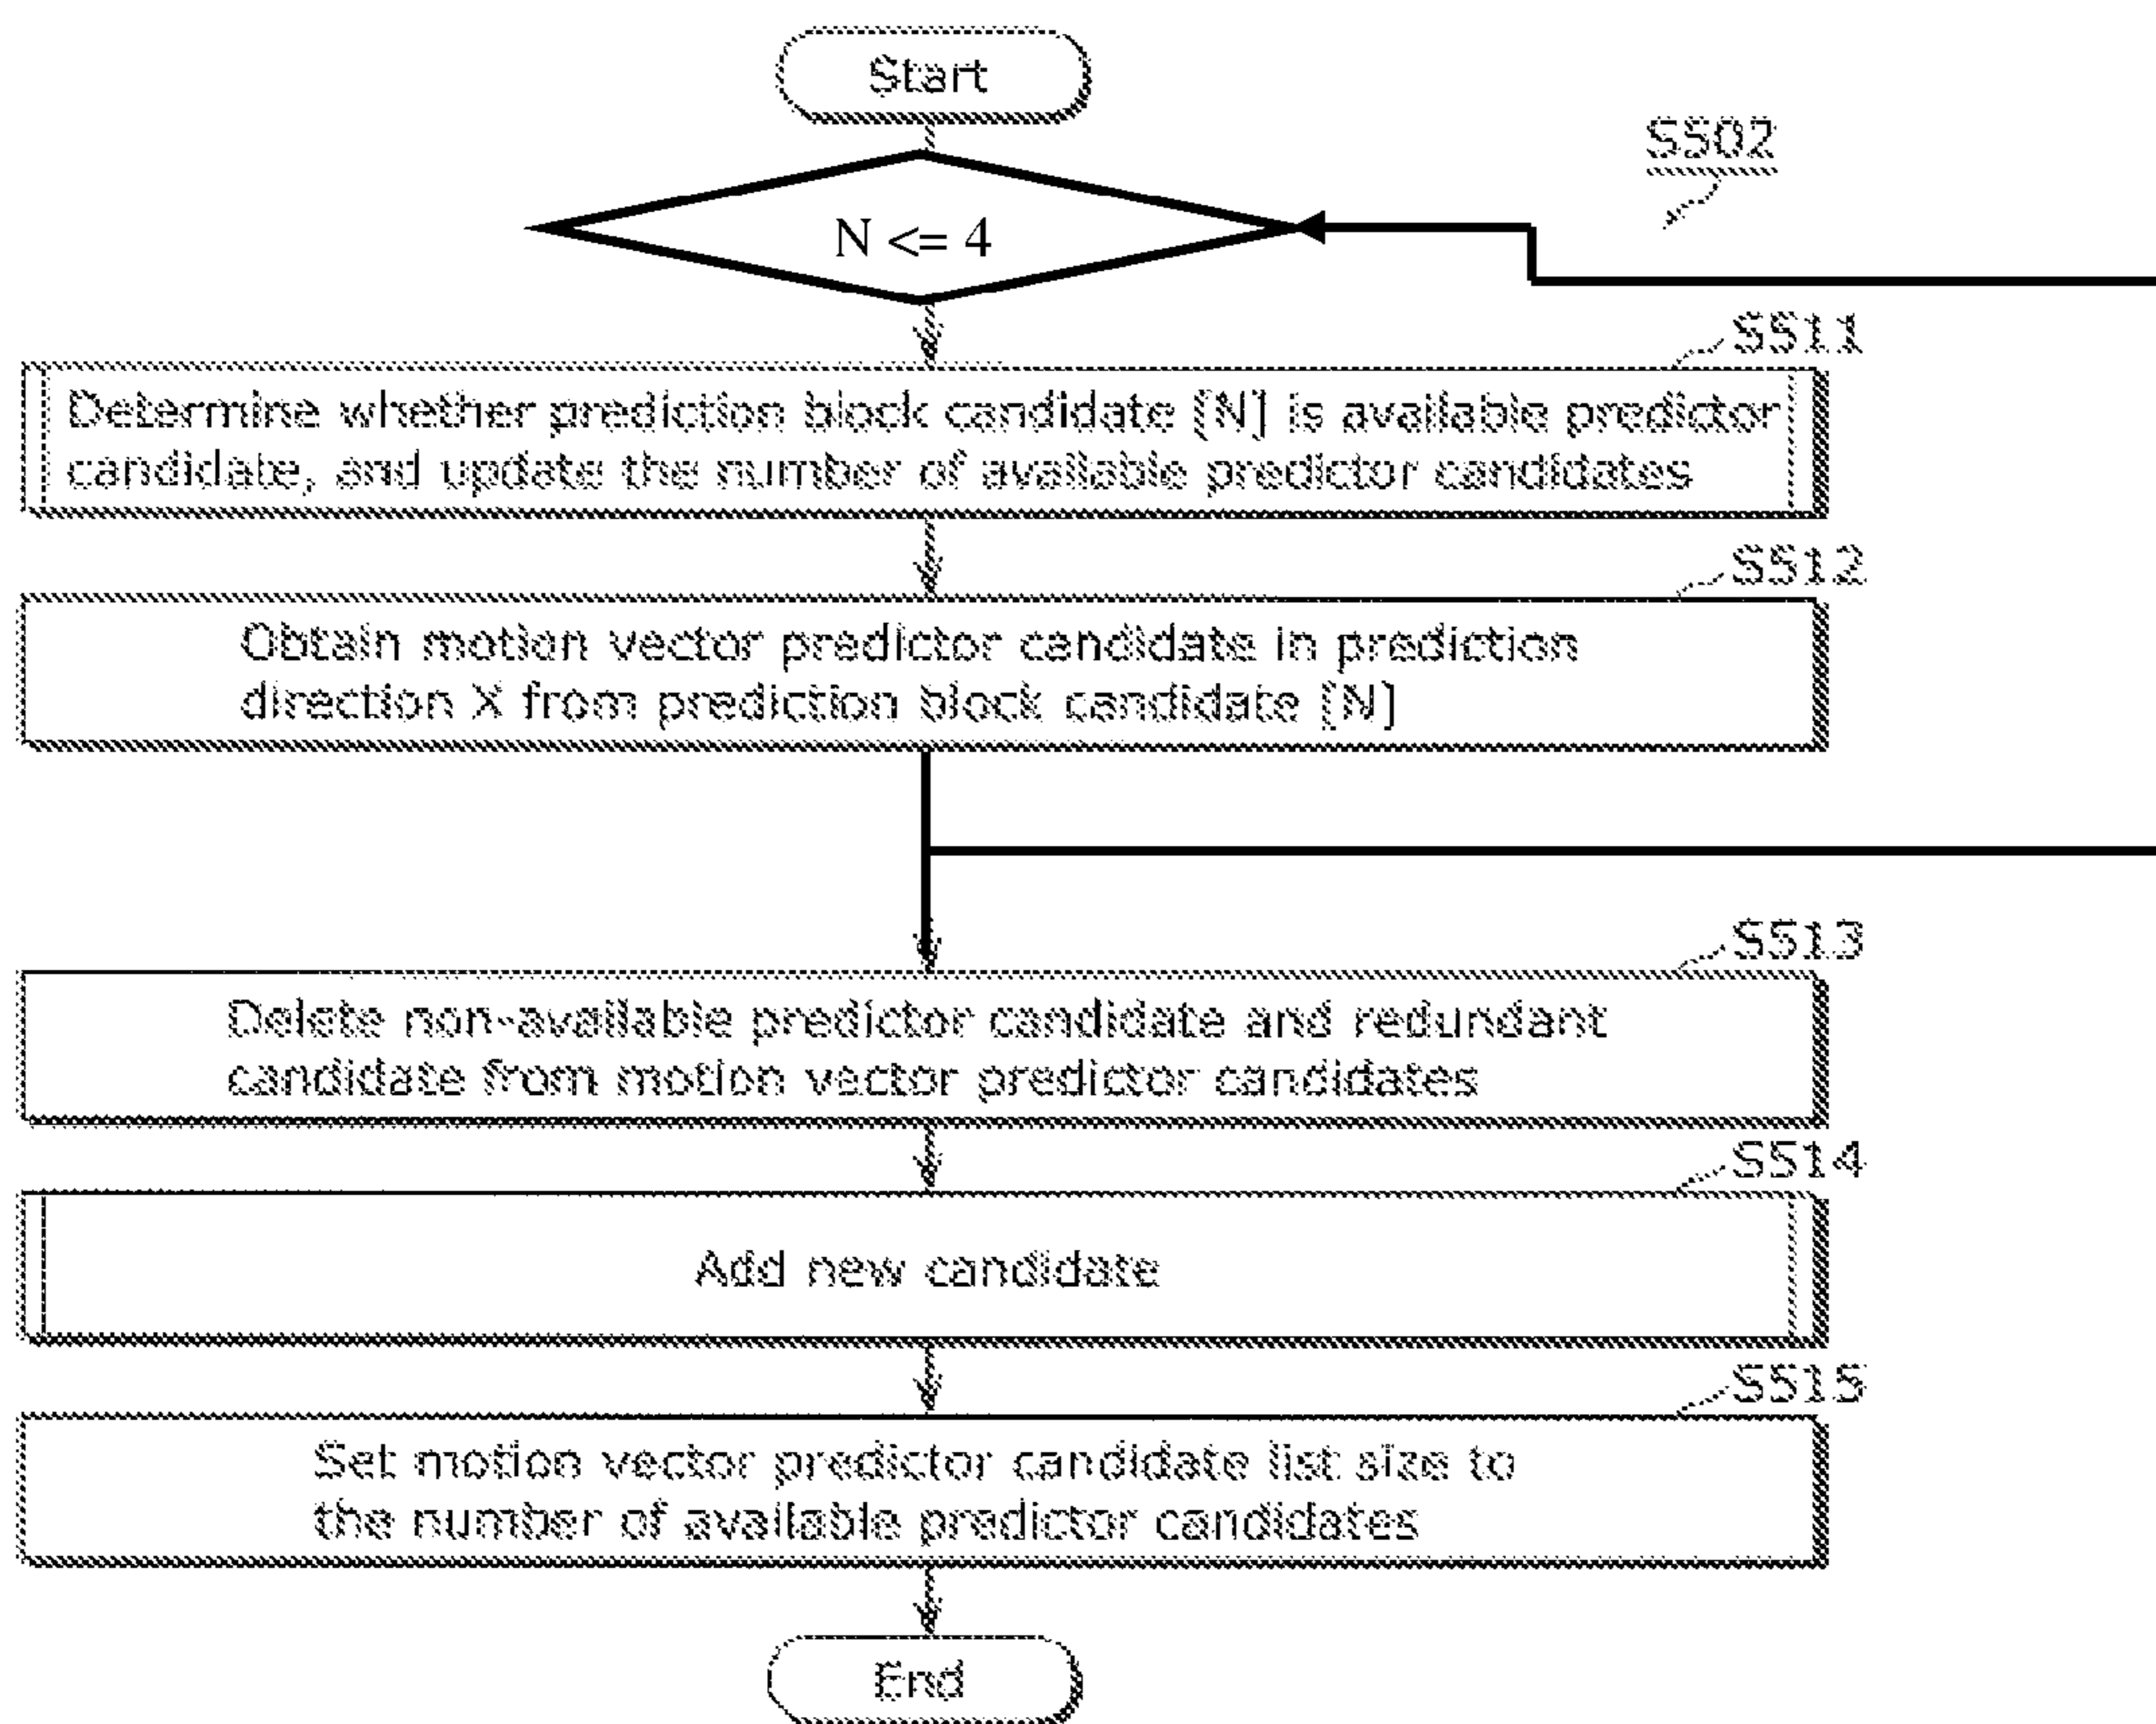 Start
S502
N <= 4
S511
Determine whether prediction block candidate [N] is available predictor
candidate, and update the number of available predictor candidates
S512
Obtain motion vector predictor candidate in prediction
direction X from prediction block candidate [N]
S513
Delete non-available predictor candidate and redundant
candidate from motion vector predictor candidates
S514
Add new candidate
S515
Set motion vector predictor candidate list size to
the number of available predictor candidates
End